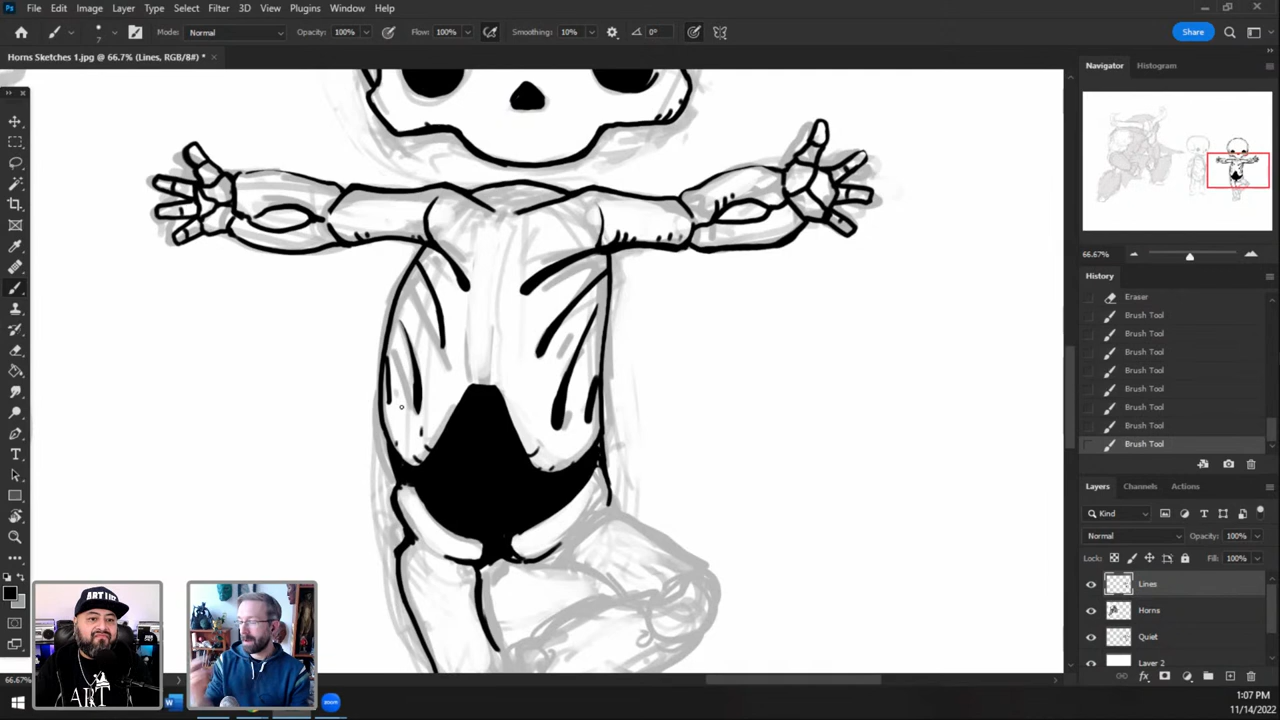 Ps File Edit Image Layer Type Select Filter 3D View Plugins Window Help
7 Mode: Normal Opacity: 100% Flow: 100% Smoothing: 10% 0° Share
Horns Sketches 1.jpg @ 66.7% (Lines, RGB/8#) *
Navigator Histogram
66.67%
History
Eraser
Brush Tool
Brush Tool
Brush Tool
Brush Tool
Brush Tool
Brush Tool
Brush Tool
Brush Tool
Layers Channels Actions
Kind
Normal Opacity: 100%
Lock: Fill: 100%
Lines
Horns
Quiet
Layer 2
66.67%
ART
zoom
1:07 PM
11/14/2022